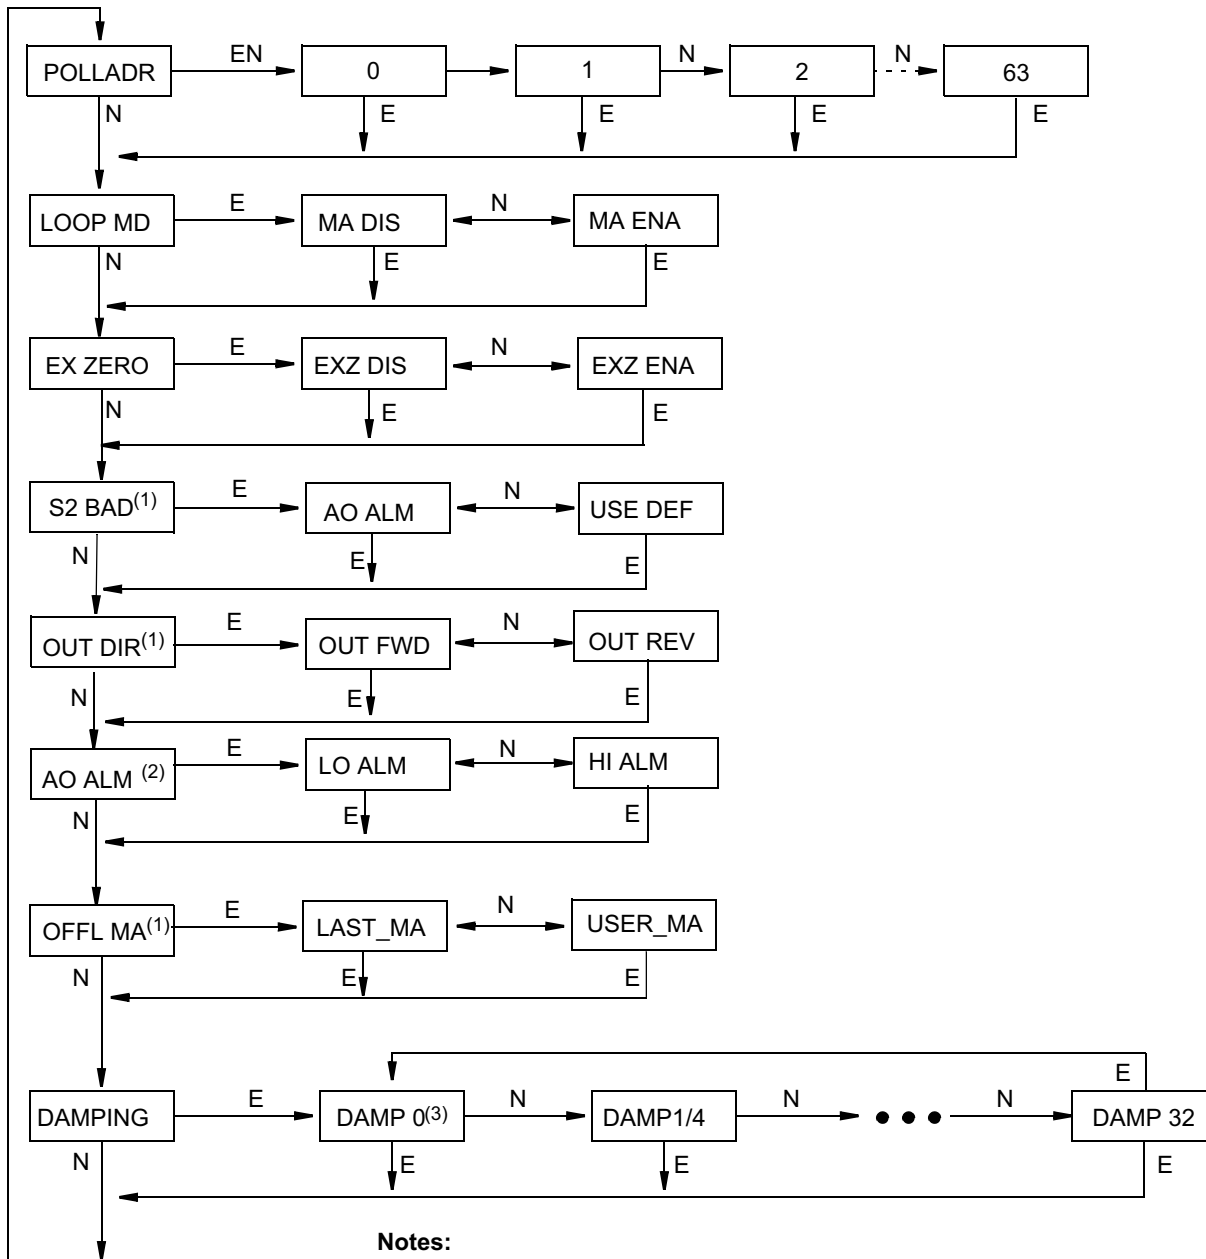 EN N N
POLLADR 0 1 2 63
N E E E E
E N
LOOP MD MA DIS MA ENA
N E E
E N
EX ZERO EXZ DIS EXZ ENA
N E E
E N
S2 BAD(1) AO ALM USE DEF
N E E
E N
OUT DIR(1) OUT FWD OUT REV
N E E
E N
AO ALM (2) LO ALM HI ALM
N E E
E N
OFFL MA(1) LAST_MA USER_MA
N E E
E
E N N N
DAMPING DAMP 0(3) DAMP1/4 DAMP 32
N E E E
Notes: